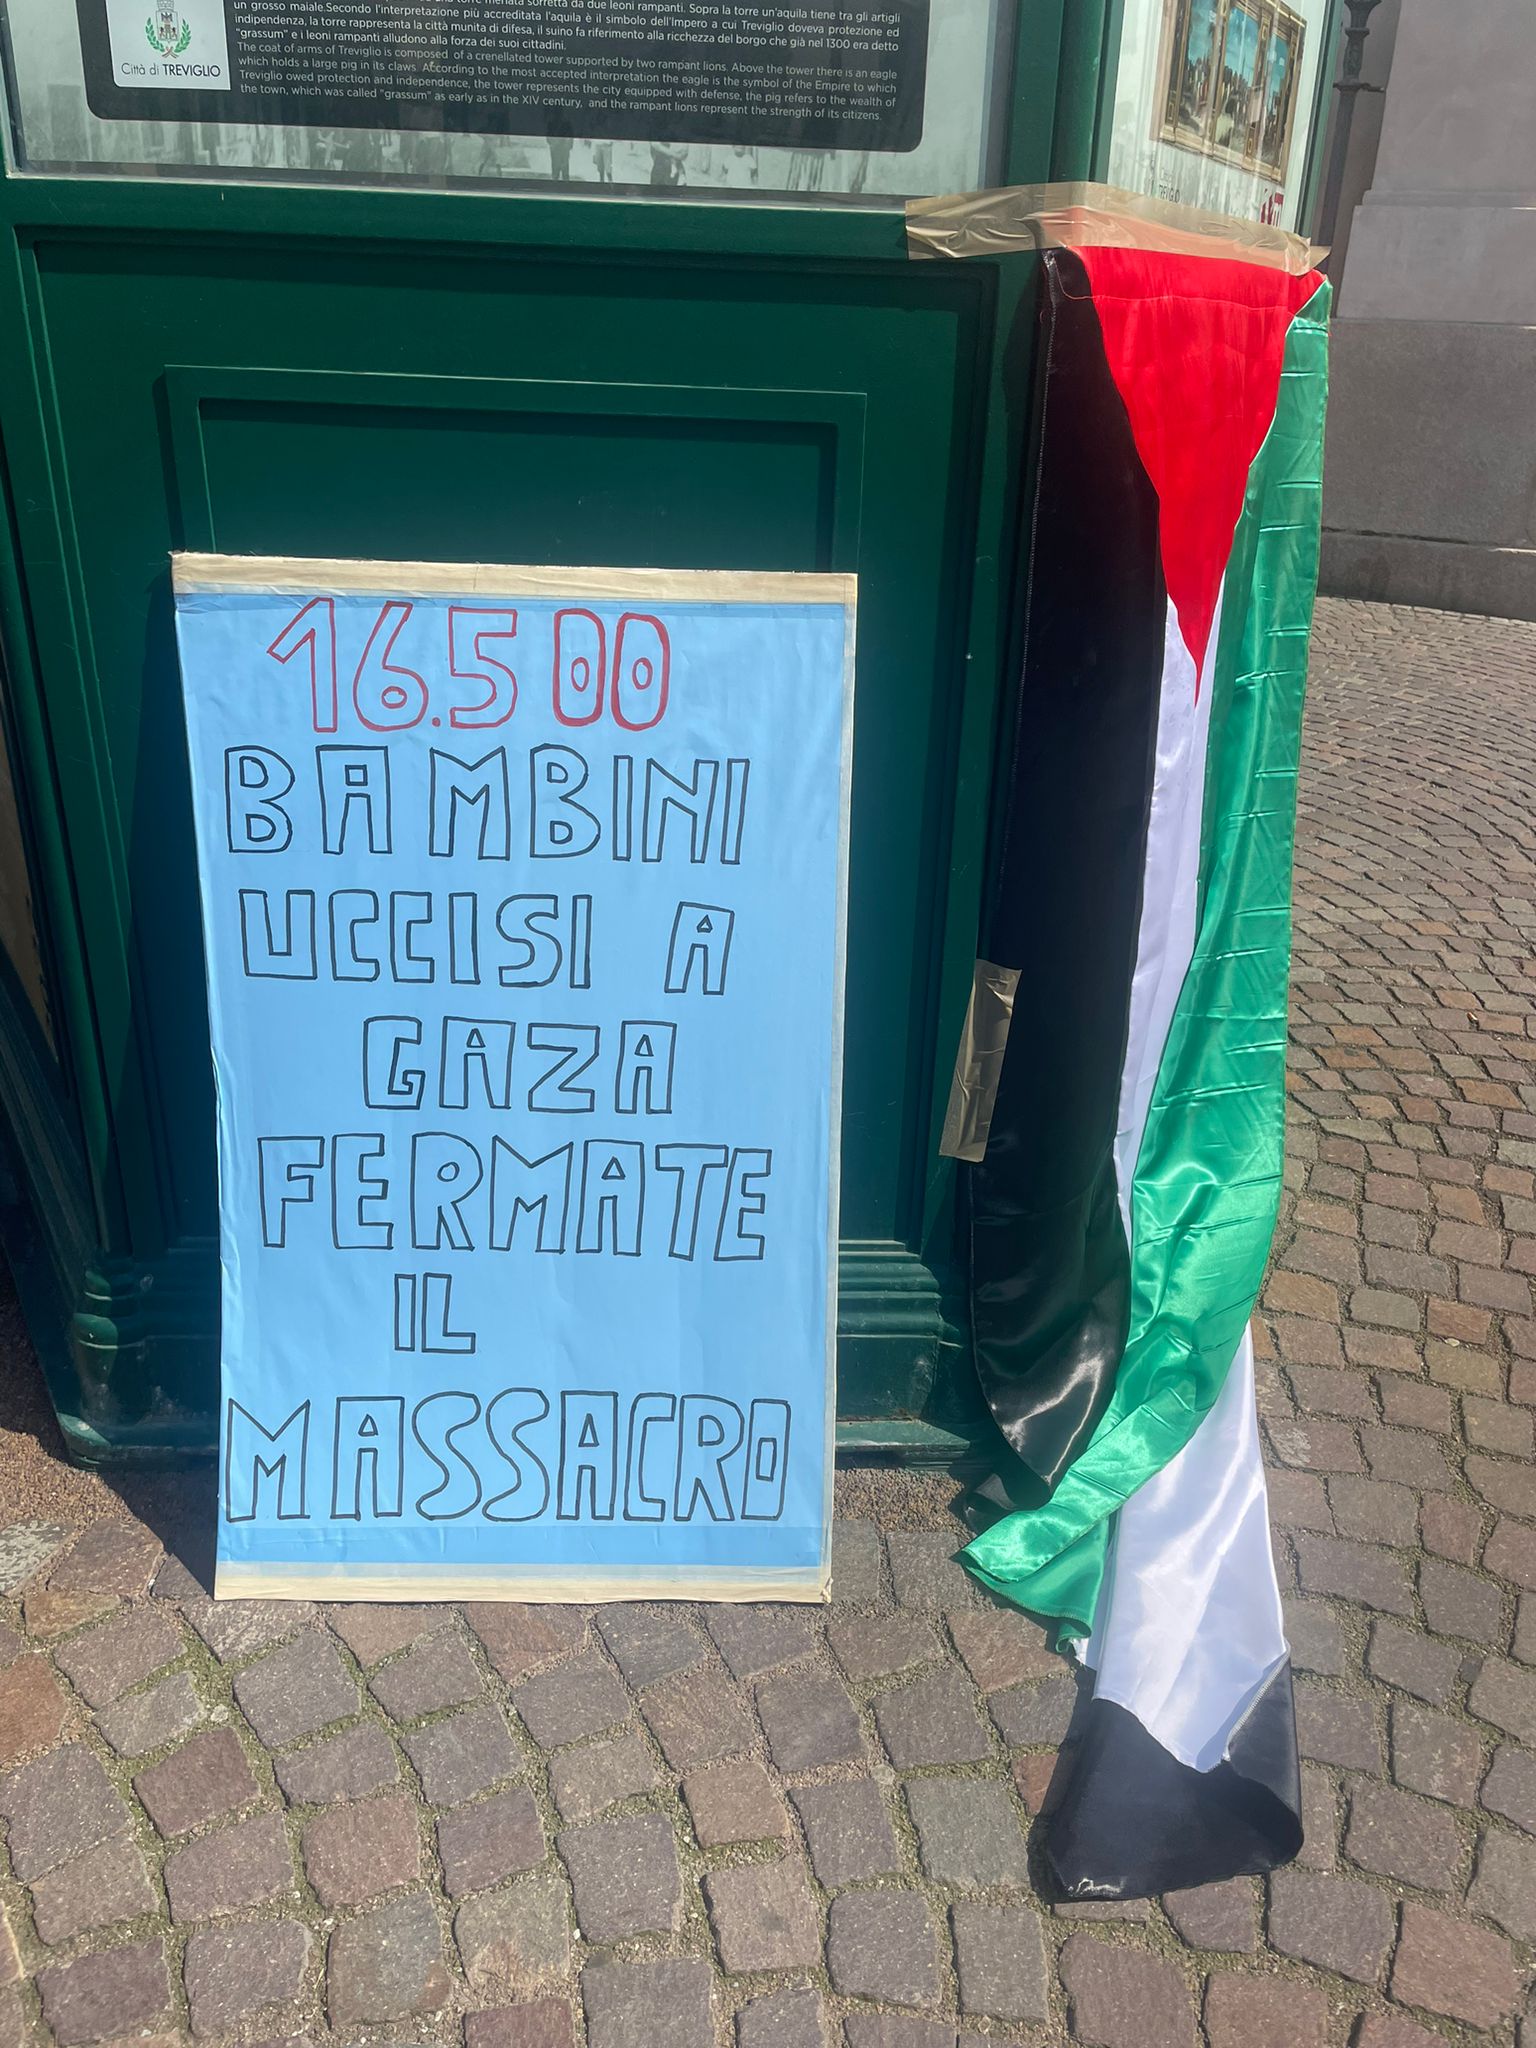 un grosso maiale.Secondo l'interpretazione più accreditata l'aquila è il simbolo dell'Impero a cui Treviglio doveva protezione ed
indipendenza, la torre rappresenta la città munita di difesa, il suino fa riferimento alla ricchezza del borgo che già nel 1300 era detto
"grassum" e i leoni rampanti alludono alla forza dei suoi cittadini.
The coat of arms of Treviglio is composed of a crenellated tower supported by two rampant lions. Above the tower there is an eagle
which holds a large pig in its claws. According to the most accepted interpretation the eagle is the symbol of the Empire to which
Treviglio owed protection and independence, the tower represents the city equipped with defense, the pig refers to the wealth of
the town, which was called "grassum" as early as in the XIV century, and the rampant lions represent the strength of its citizens.
Città di TREVIGLIO
16.500
BAMBINI
UCCISI A
GAZA
FERMATE
IL
MASSACRO